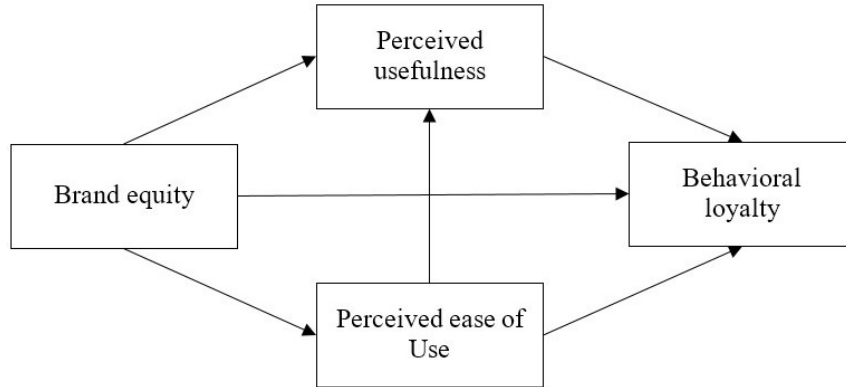 Perceived
usefulness
Brand equity
Behavioral
loyalty
Perceived ease of
Use